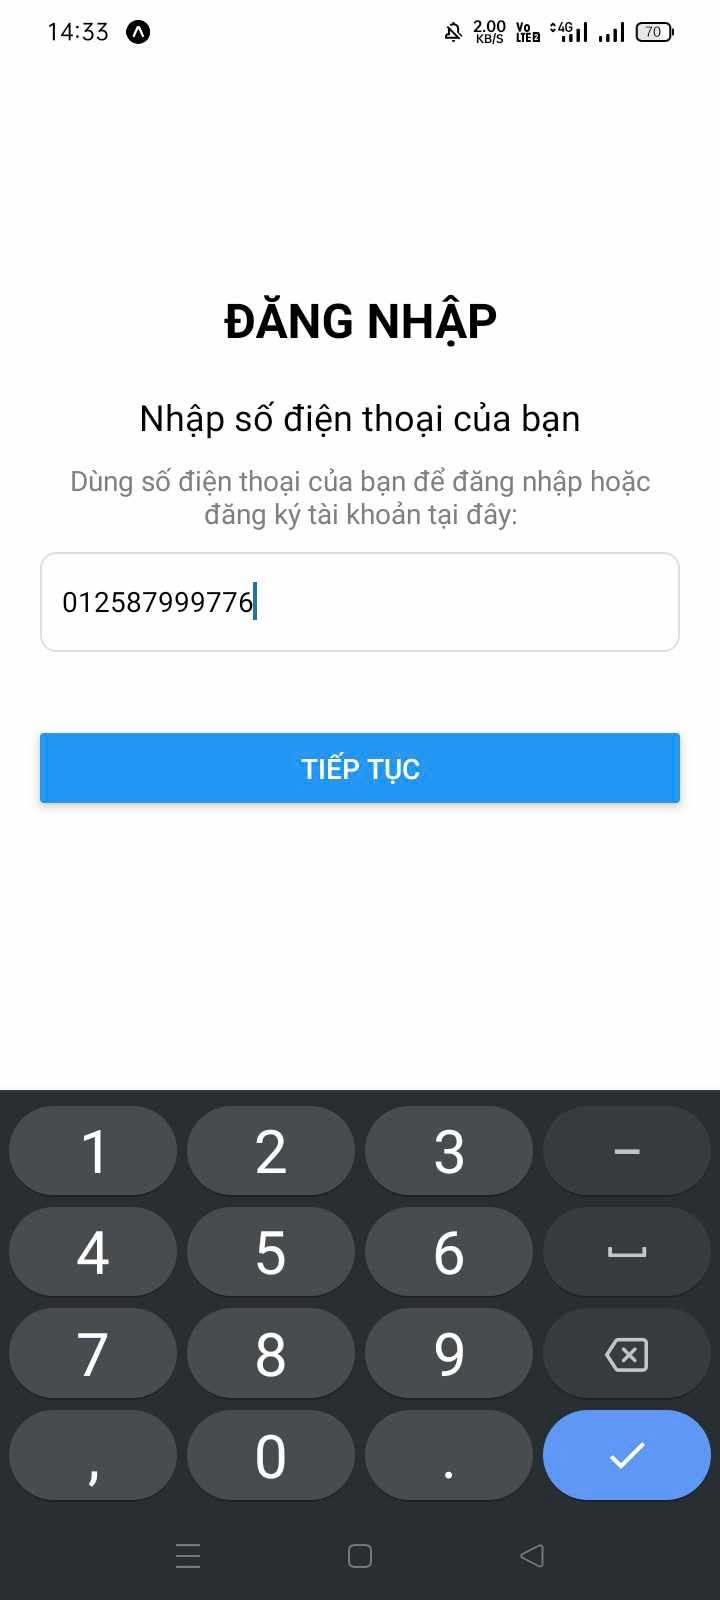 14:33
2.00
KB/S
Vo
LTE2
4G
70
ĐĂNG NHẬP
Nhập số điện thoại của bạn
Dùng số điện thoại của bạn để đăng nhập hoặc
đăng ký tài khoản tại đây:
012587999776
TIẾP TỤC
1 2 3 –
4 5 6
7 8 9
, 0 .